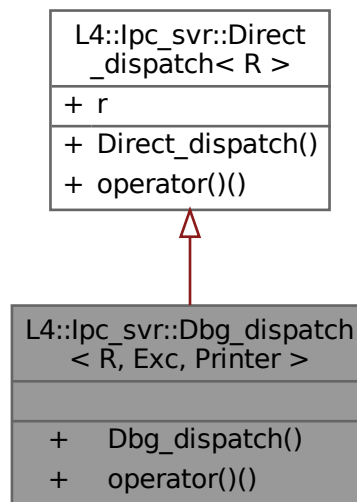 L4::Ipc_svr::Direct
_dispatch< R >
+ r
+ Direct_dispatch()
+ operator()()
L4::Ipc_svr::Dbg_dispatch
< R, Exc, Printer >
+ Dbg_dispatch()
+ operator()()